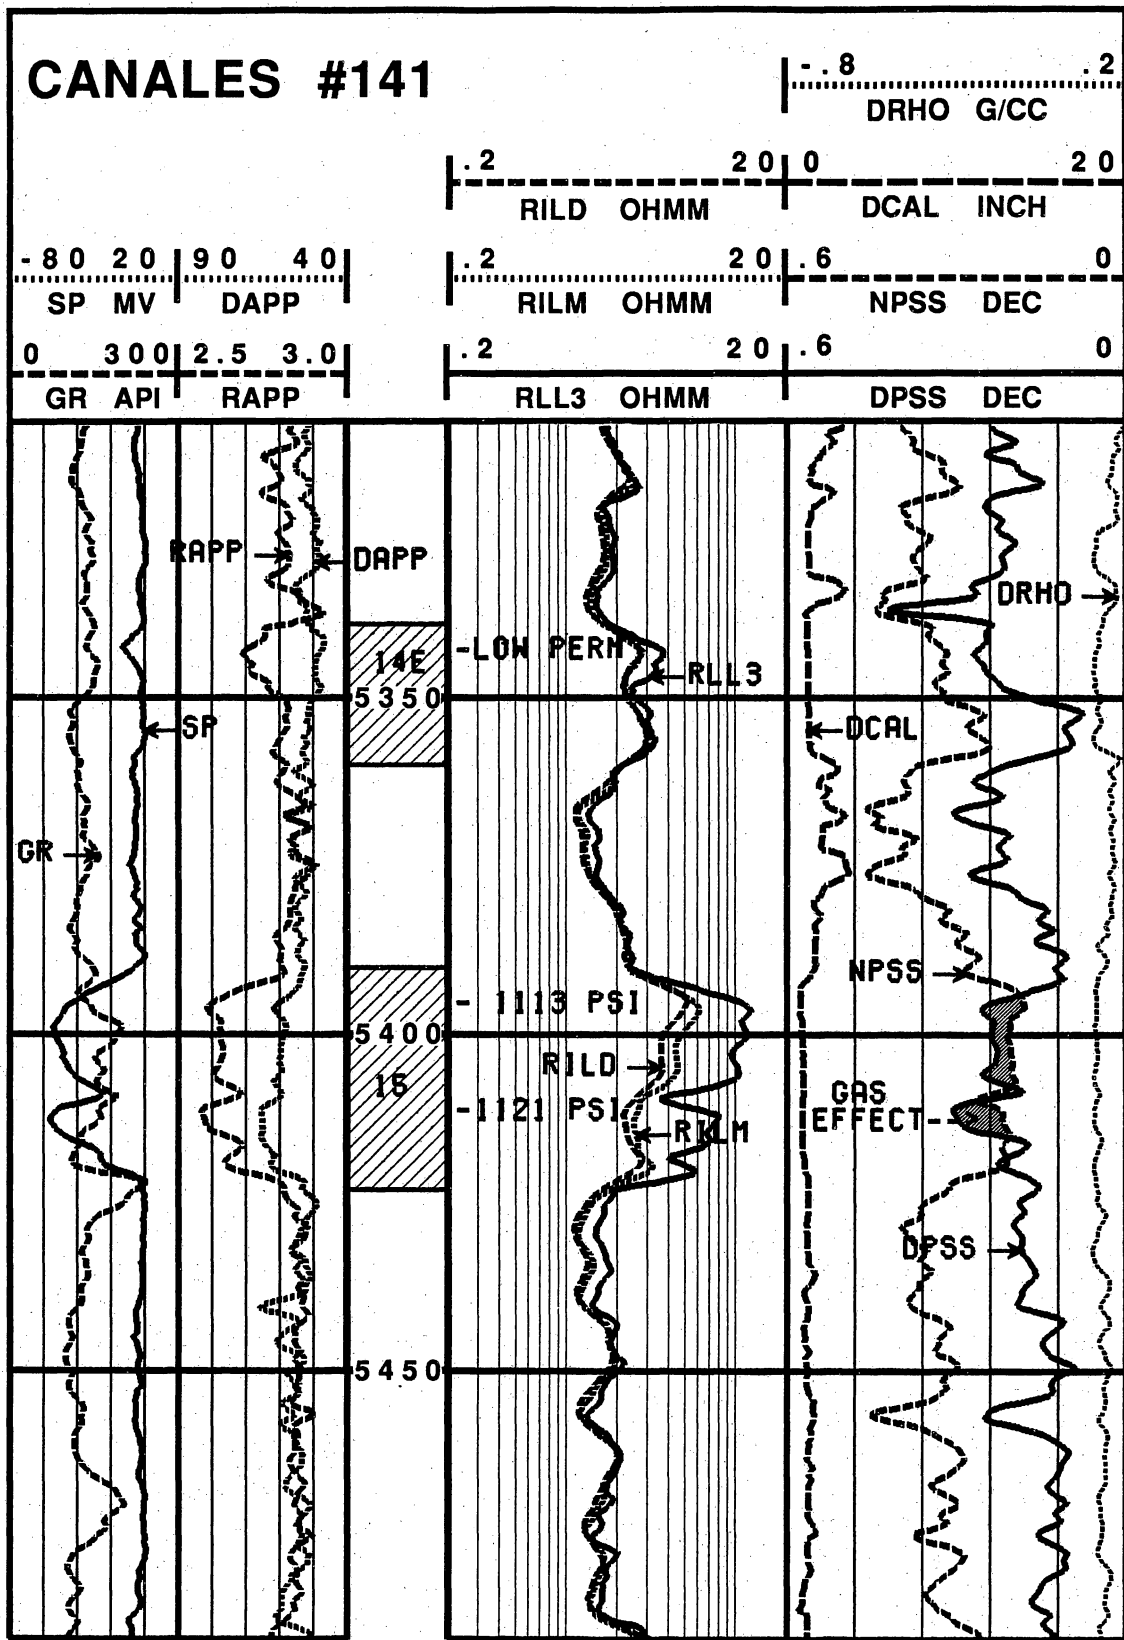 CANALES #141
-.8 .2
DRHO G/CC
.2 20 0 20
RILD OHMM DCAL INCH
-80 20 90 40 .2 20 .6 0
SP MV DAPP RILM OHMM NPSS DEC
0 300 2.5 3.0 .2 20 .6 0
GR API RAPP RLL3 OHMM DPSS DEC
RAPP DAPP
DRHO
-LOW PERM
14E
RLL3
5350
SP DCAL
GR
NPSS
- 1113 PSI
5400
RILD
15
GAS
EFFECT
-1121 PSI
RILM
DPSS
5450